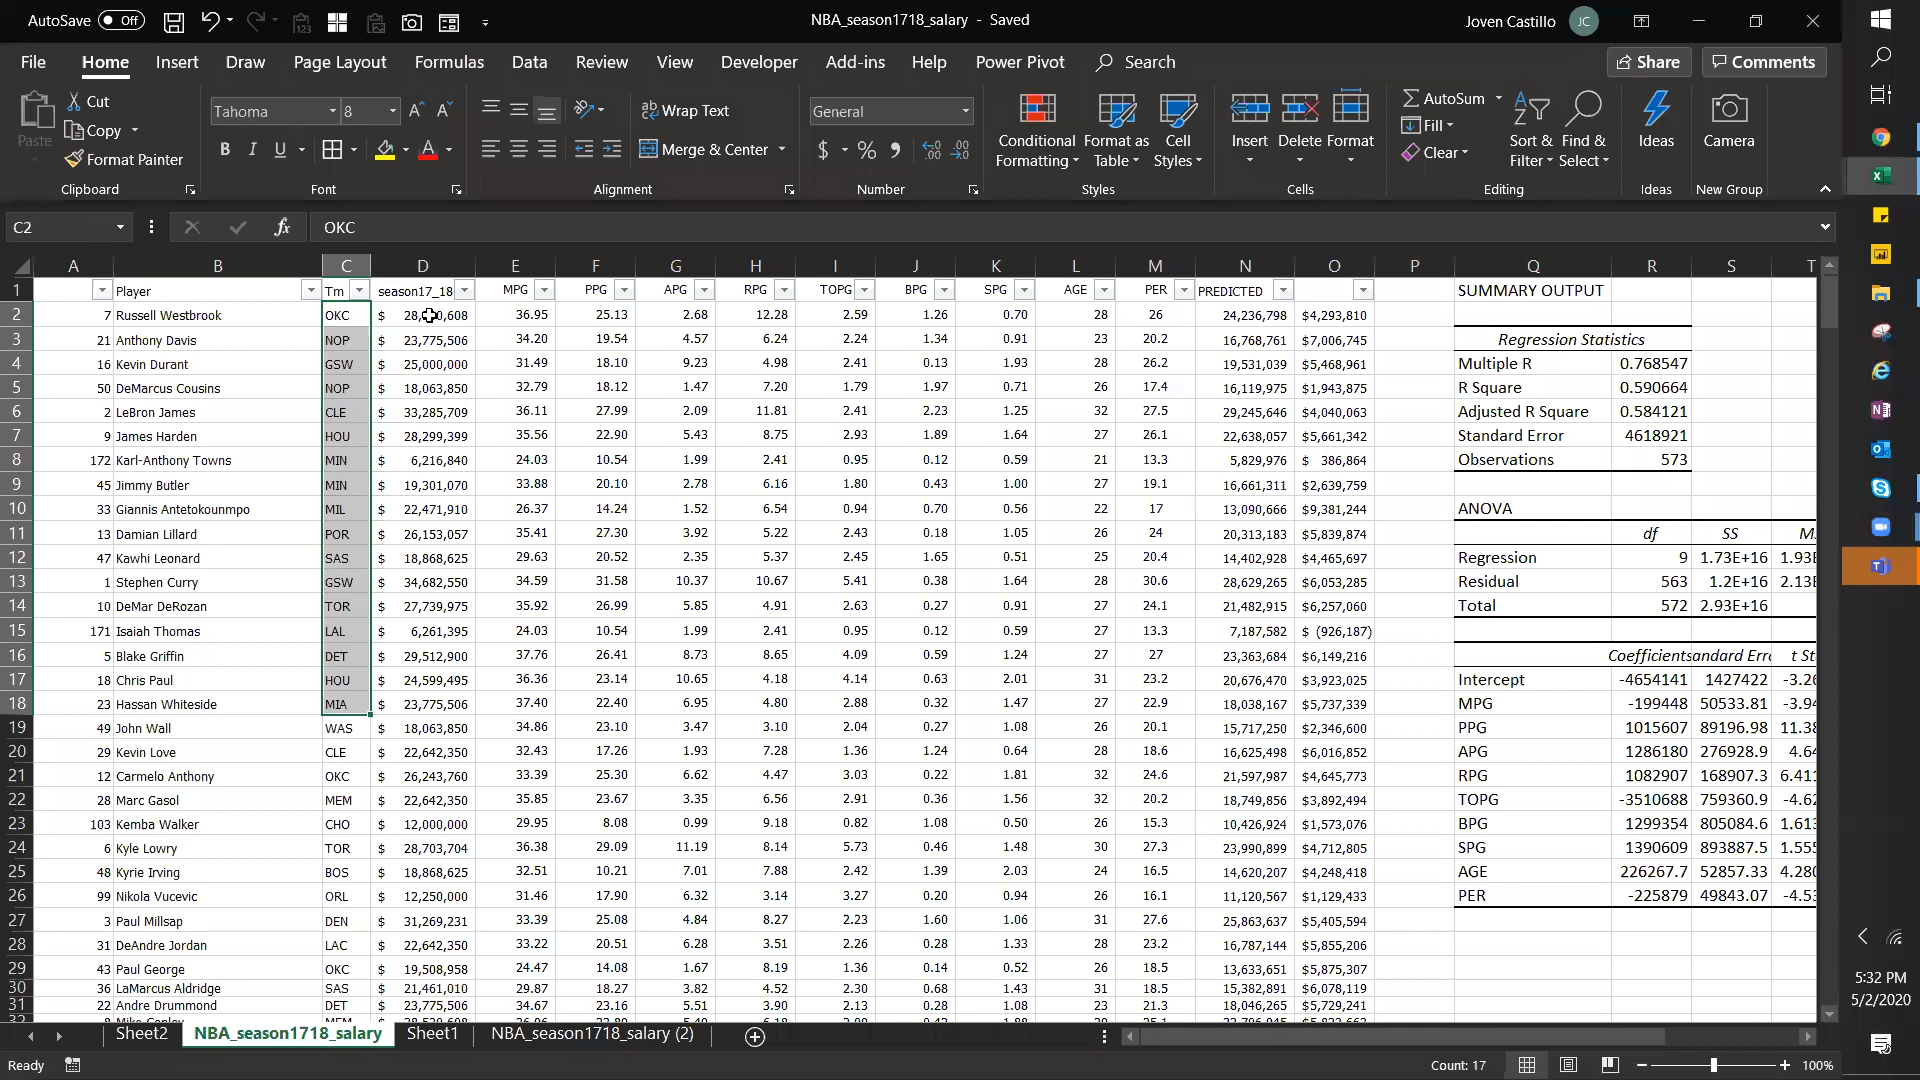 AutoSave Off NBA_season1718_salary - Saved Joven Castillo JC
File Home Insert Draw Page Layout Formulas Data Review View Developer Add-ins Help Power Pivot Search Share Comments
Paste Cut Copy Format Painter Clipboard
Tahoma 8 Font
Wrap Text Merge & Center Alignment
General Number
Conditional Formatting Format as Table Cell Styles Styles
Insert Delete Format Cells
AutoSum Fill Clear Sort & Filter Find & Select Editing
Ideas Ideas
Camera New Group
C2 fx OKC
A B C D E F G H I J K L M N O P Q R S T
1 Player Tm season17_18 MPG PPG APG RPG TOPG BPG SPG AGE PER PREDICTED SUMMARY OUTPUT
2 7 Russell Westbrook OKC $ 36.95 25.13 2.68 12.28 2.59 1.26 0.70 28 26 24,236,798 $4,293,810
3 21 Anthony Davis NOP $ 23,775,506 34.20 19.54 4.57 6.24 2.24 1.34 0.91 23 20.2 16,768,761 $7,006,745 Regression Statistics
4 16 Kevin Durant GSW $ 25,000,000 31.49 18.10 9.23 4.98 2.41 0.13 1.93 28 26.2 19,531,039 $5,468,961 Multiple R 0.768547
5 50 DeMarcus Cousins NOP $ 18,063,850 32.79 18.12 1.47 7.20 1.79 1.97 0.71 26 17.4 16,119,975 $1,943,875 R Square 0.590664
6 2 LeBron James CLE $ 33,285,709 36.11 27.99 2.09 11.81 2.41 2.23 1.25 32 27.5 29,245,646 $4,040,063 Adjusted R Square 0.584121
7 9 James Harden HOU $ 28,299,399 35.56 22.90 5.43 8.75 2.93 1.89 1.64 27 26.1 22,638,057 $5,661,342 Standard Error 4618921
8 172 Karl-Anthony Towns MIN $ 6,216,840 24.03 10.54 1.99 2.41 0.95 0.12 0.59 21 13.3 5,829,976 $ 386,864 Observations 573
9 45 Jimmy Butler MIN $ 19,301,070 33.88 20.10 2.78 6.16 1.80 0.43 1.00 27 19.1 16,661,311 $2,639,759
10 33 Giannis Antetokounmpo MIL $ 22,471,910 26.37 14.24 1.52 6.54 0.94 0.70 0.56 22 17 13,090,666 $9,381,244 ANOVA
11 13 Damian Lillard POR $ 26,153,057 35.41 27.30 3.92 5.22 2.43 0.18 1.05 26 24 20,313,183 $5,839,874 df SS
12 47 Kawhi Leonard SAS $ 18,868,625 29.63 20.52 2.35 5.37 2.45 1.65 0.51 25 20.4 14,402,928 $4,465,697 Regression 9 1.73E+16
13 1 Stephen Curry GSW $ 34,682,550 34.59 31.58 10.37 10.67 5.41 0.38 1.64 28 30.6 28,629,265 $6,053,285 Residual 563 1.2E+16
14 10 DeMar DeRozan TOR $ 27,739,975 35.92 26.99 5.85 4.91 2.63 0.27 0.91 27 24.1 21,482,915 $6,257,060 Total 572 2.93E+16
15 171 Isaiah Thomas LAL $ 6,261,395 24.03 10.54 1.99 2.41 0.95 0.12 0.59 27 13.3 7,187,582 $ (926,187)
16 5 Blake Griffin DET $ 29,512,900 37.76 26.41 8.73 8.65 4.09 0.59 1.24 27 27 23,363,684 $6,149,216 Coefficients andard Erro t St
17 18 Chris Paul HOU $ 24,599,495 36.36 23.14 10.65 4.18 4.14 0.63 2.01 31 23.2 20,676,470 $3,923,025 Intercept -4654141 1427422 -3.26
18 23 Hassan Whiteside MIA $ 23,775,506 37.40 22.40 6.95 4.80 2.88 0.32 1.47 27 22.9 18,038,167 $5,737,339 MPG -199448 50533.81 -3.94
19 49 John Wall WAS $ 18,063,850 34.86 23.10 3.47 3.10 2.04 0.27 1.08 26 20.1 15,717,250 $2,346,600 PPG 1015607 89196.98 11.38
20 29 Kevin Love CLE $ 22,642,350 32.43 17.26 1.93 7.28 1.36 1.24 0.64 28 18.6 16,625,498 $6,016,852 APG 1286180 276928.9 4.64
21 12 Carmelo Anthony OKC $ 26,243,760 33.39 25.30 6.62 4.47 3.03 0.22 1.81 32 24.6 21,597,987 $4,645,773 RPG 1082907 168907.3 6.411
22 28 Marc Gasol MEM $ 22,642,350 35.85 23.67 3.35 6.56 2.91 0.36 1.56 32 20.2 18,749,856 $3,892,494 TOPG -3510688 759360.9 -4.62
23 103 Kemba Walker CHO $ 12,000,000 29.95 8.08 0.99 9.18 0.82 1.08 0.50 26 15.3 10,426,924 $1,573,076 BPG 1299354 805084.6 1.613
24 6 Kyle Lowry TOR $ 28,703,704 36.38 29.09 11.19 8.14 5.73 0.46 1.48 30 27.3 23,990,899 $4,712,805 SPG 1390609 893887.5 1.555
25 48 Kyrie Irving BOS $ 18,868,625 32.51 10.21 7.01 7.88 2.42 1.39 2.03 24 16.5 14,620,207 $4,248,418 AGE 226267.7 52857.33 4.280
26 99 Nikola Vucevic ORL $ 12,250,000 31.46 17.90 6.32 3.14 3.27 0.20 0.94 26 16.1 11,120,567 $1,129,433 PER -225879 49843.07 -4.53
27 3 Paul Millsap DEN $ 31,269,231 33.39 25.08 4.84 8.27 2.23 1.60 1.06 31 27.6 25,863,637 $5,405,594
28 31 DeAndre Jordan LAC $ 22,642,350 33.22 20.51 6.28 3.51 2.26 0.28 1.33 28 23.2 16,787,144 $5,855,206
29 43 Paul George OKC $ 19,508,958 24.47 14.08 1.67 8.19 1.36 0.14 0.52 26 18.5 13,633,651 $5,875,307
30 36 LaMarcus Aldridge SAS $ 21,461,010 29.87 18.27 3.82 4.52 2.30 0.68 1.43 31 18.5 15,382,891 $6,078,119
31 22 Andre Drummond DET $ 23,775,506 34.67 23.16 5.51 3.90 2.13 0.28 1.08 23 21.3 18,046,265 $5,729,241
Sheet2 NBA_season1718_salary Sheet1 NBA_season1718_salary (2)
Ready Count: 17 100%
5:32 PM
5/2/2020